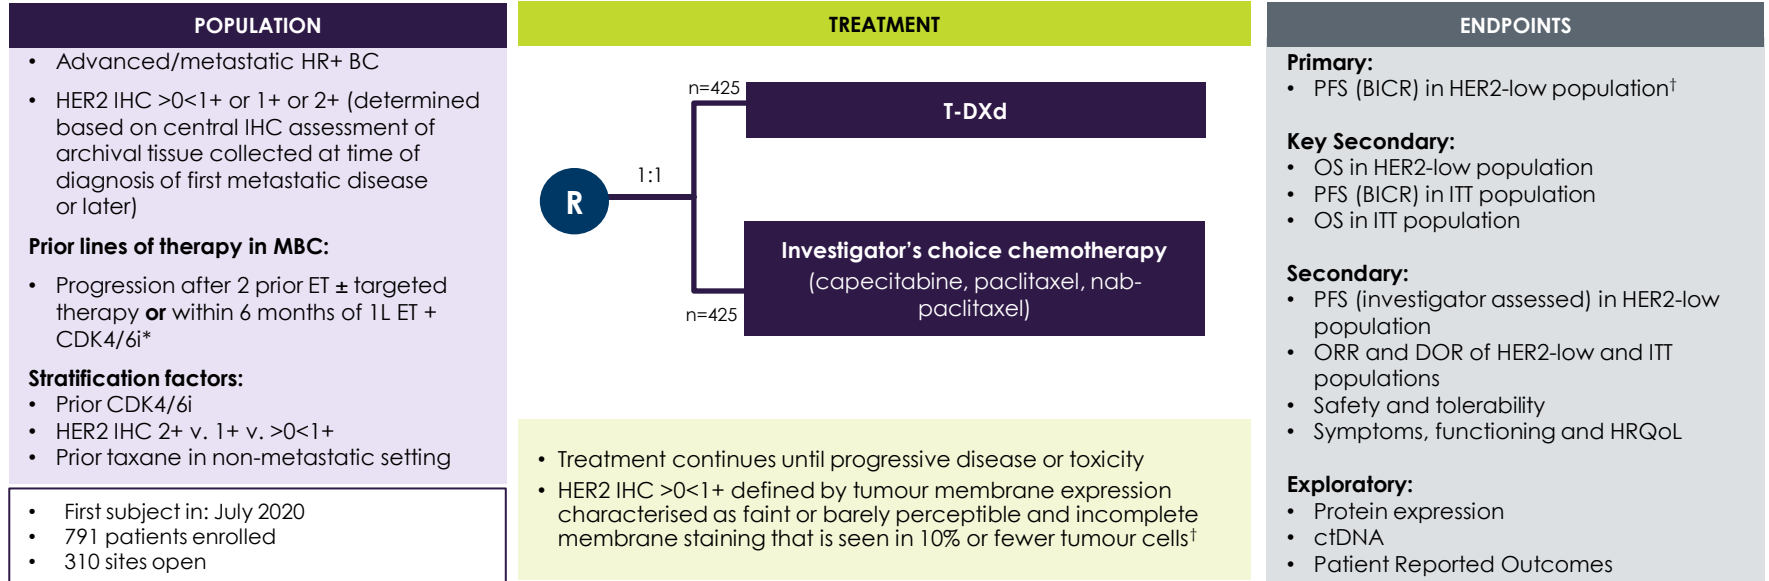 POPULATION
• Advanced/metastatic HR+ BC
• HER2 IHC >0<1+ or 1+ or 2+ (determined
based on central IHC assessment of
archival tissue collected at time of
diagnosis of first metastatic disease
or later)
Prior lines of therapy in MBC:
• Progression after 2 prior ET ± targeted
therapy or within 6 months of 1L ET +
CDK4/6i*
Stratification factors:
• Prior CDK4/6i
• HER2 IHC 2+ v. 1+ v. >0<1+
• Prior taxane in non-metastatic setting
• First subject in: July 2020
• 791 patients enrolled
• 310 sites open
TREATMENT
R
1:1
n=425
T-DXd
n=425
Investigator's choice chemotherapy
(capecitabine, paclitaxel, nab-
paclitaxel)
• Treatment continues until progressive disease or toxicity
• HER2 IHC >0<1+ defined by tumour membrane expression
characterised as faint or barely perceptible and incomplete
membrane staining that is seen in 10% or fewer tumour cells†
ENDPOINTS
Primary:
• PFS (BICR) in HER2-low population†
Key Secondary:
• OS in HER2-low population
• PFS (BICR) in ITT population
• OS in ITT population
Secondary:
• PFS (investigator assessed) in HER2-low
population
• ORR and DOR of HER2-low and ITT
populations
• Safety and tolerability
• Symptoms, functioning and HRQoL
Exploratory:
• Protein expression
• ctDNA
• Patient Reported Outcomes